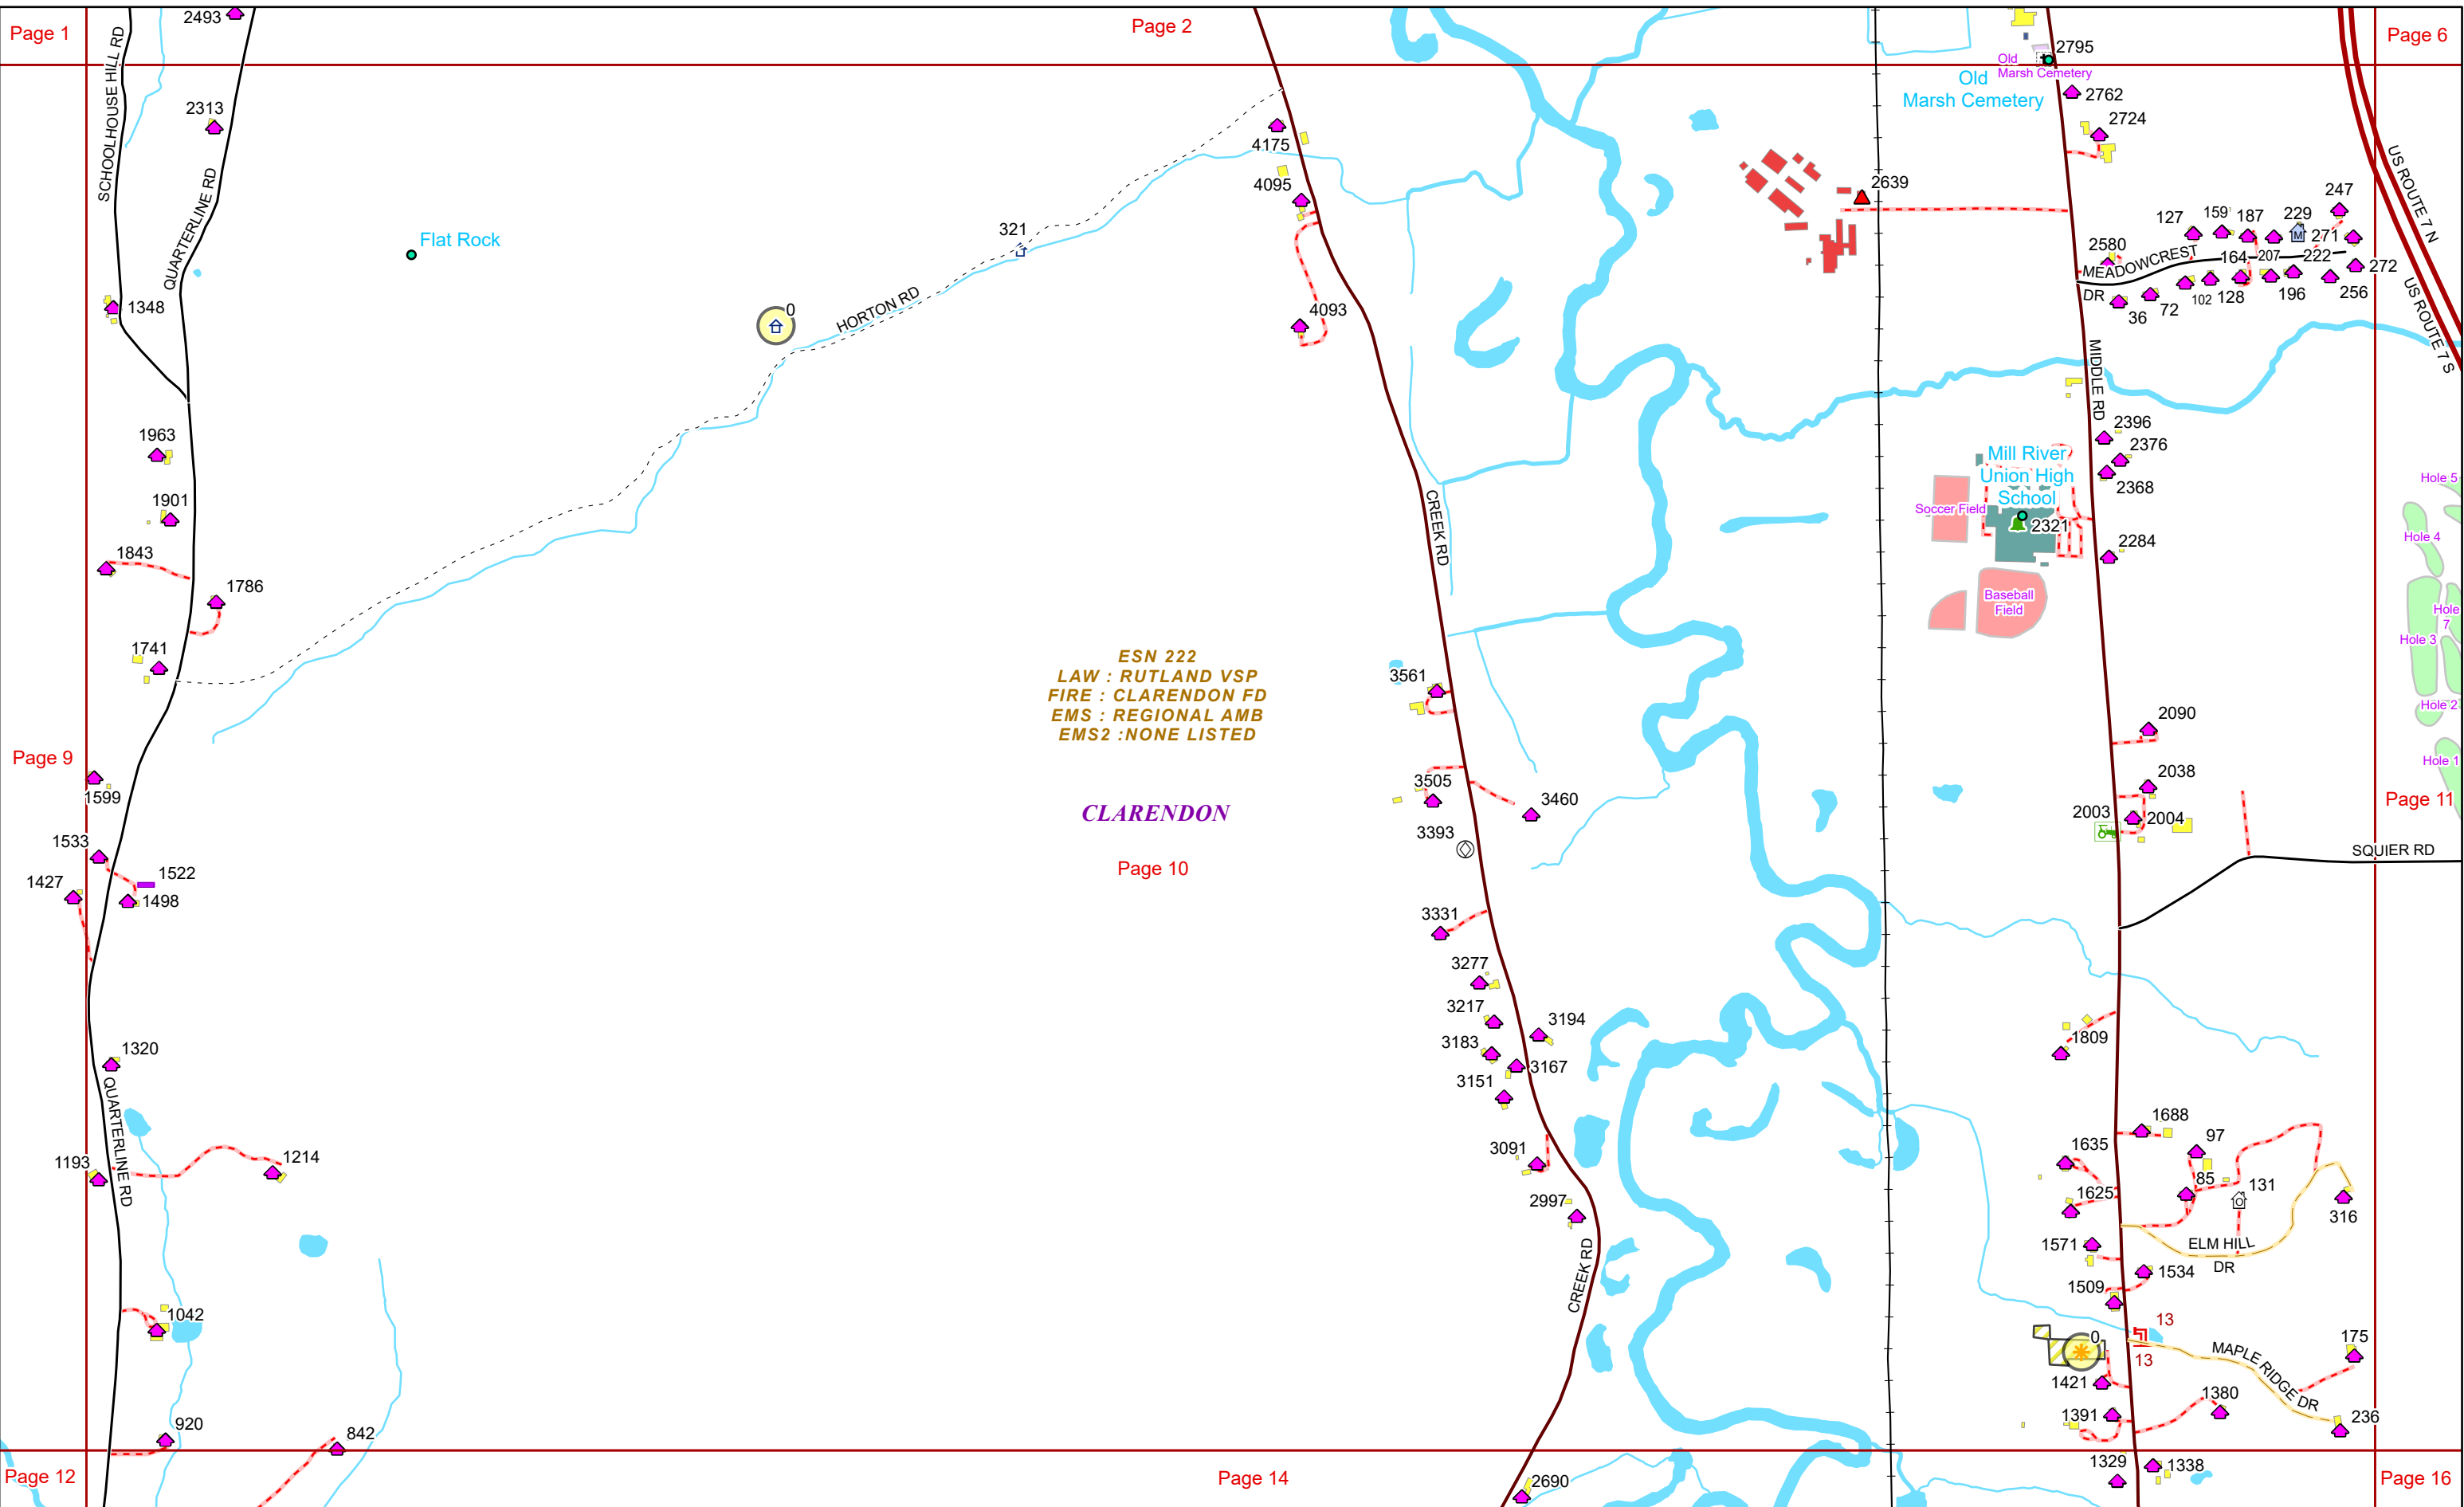 Page 1
2493
Page 2
Page 6
SCHOOLHOUSE HILL RD
2795
Old
Marsh Cemetery
Old
Marsh Cemetery
2762
2724
2313
4175
4095
2639
US ROUTE 7 N
QUARTERLINE RD
Flat Rock
321
127
159
187
229
M
247
271
2580
MEADOWCREST
DR
164
207
222
272
36
72
102
128
196
256
US ROUTE 7 S
1348
0
HORTON RD
4093
MIDDLE RD
1963
2396
2376
2368
Mill River
Union High
School
Soccer Field
2321
Hole 5
Hole 4
1901
CREEK RD
1843
2284
1786
Baseball
Field
Hole
7
Hole 3
1741
ESN 222
LAW : RUTLAND VSP
FIRE : CLARENDON FD
EMS : REGIONAL AMB
EMS2 :NONE LISTED
3561
2090
Hole 2
Page 9
Hole 1
1599
3505
3460
2038
Page 11
CLARENDON
2003
2004
1533
3393
SQUIER RD
Page 10
1427
1522
1498
3331
3277
3217
3194
1320
3183
3167
1809
3151
QUARTERLINE RD
1688
1193
1214
3091
1635
97
85
131
O
1625
316
2997
1571
ELM HILL
DR
CREEK RD
1534
1509
1042
13
0
13
MAPLE RIDGE DR
175
1421
1380
1391
236
920
842
Page 12
Page 14
2690
1329
1338
Page 16